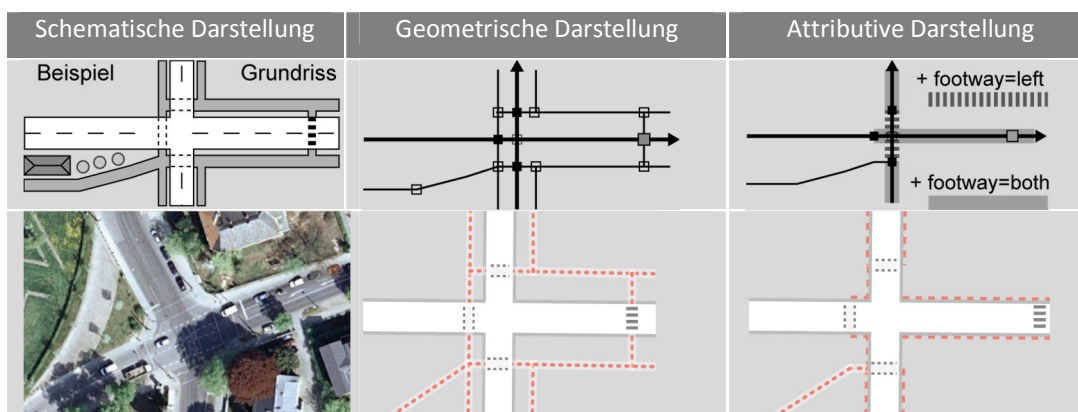 Schematische Darstellung
Geometrische Darstellung
Attributive Darstellung
Beispiel
Grundriss
+ footway=left
+ footway=both